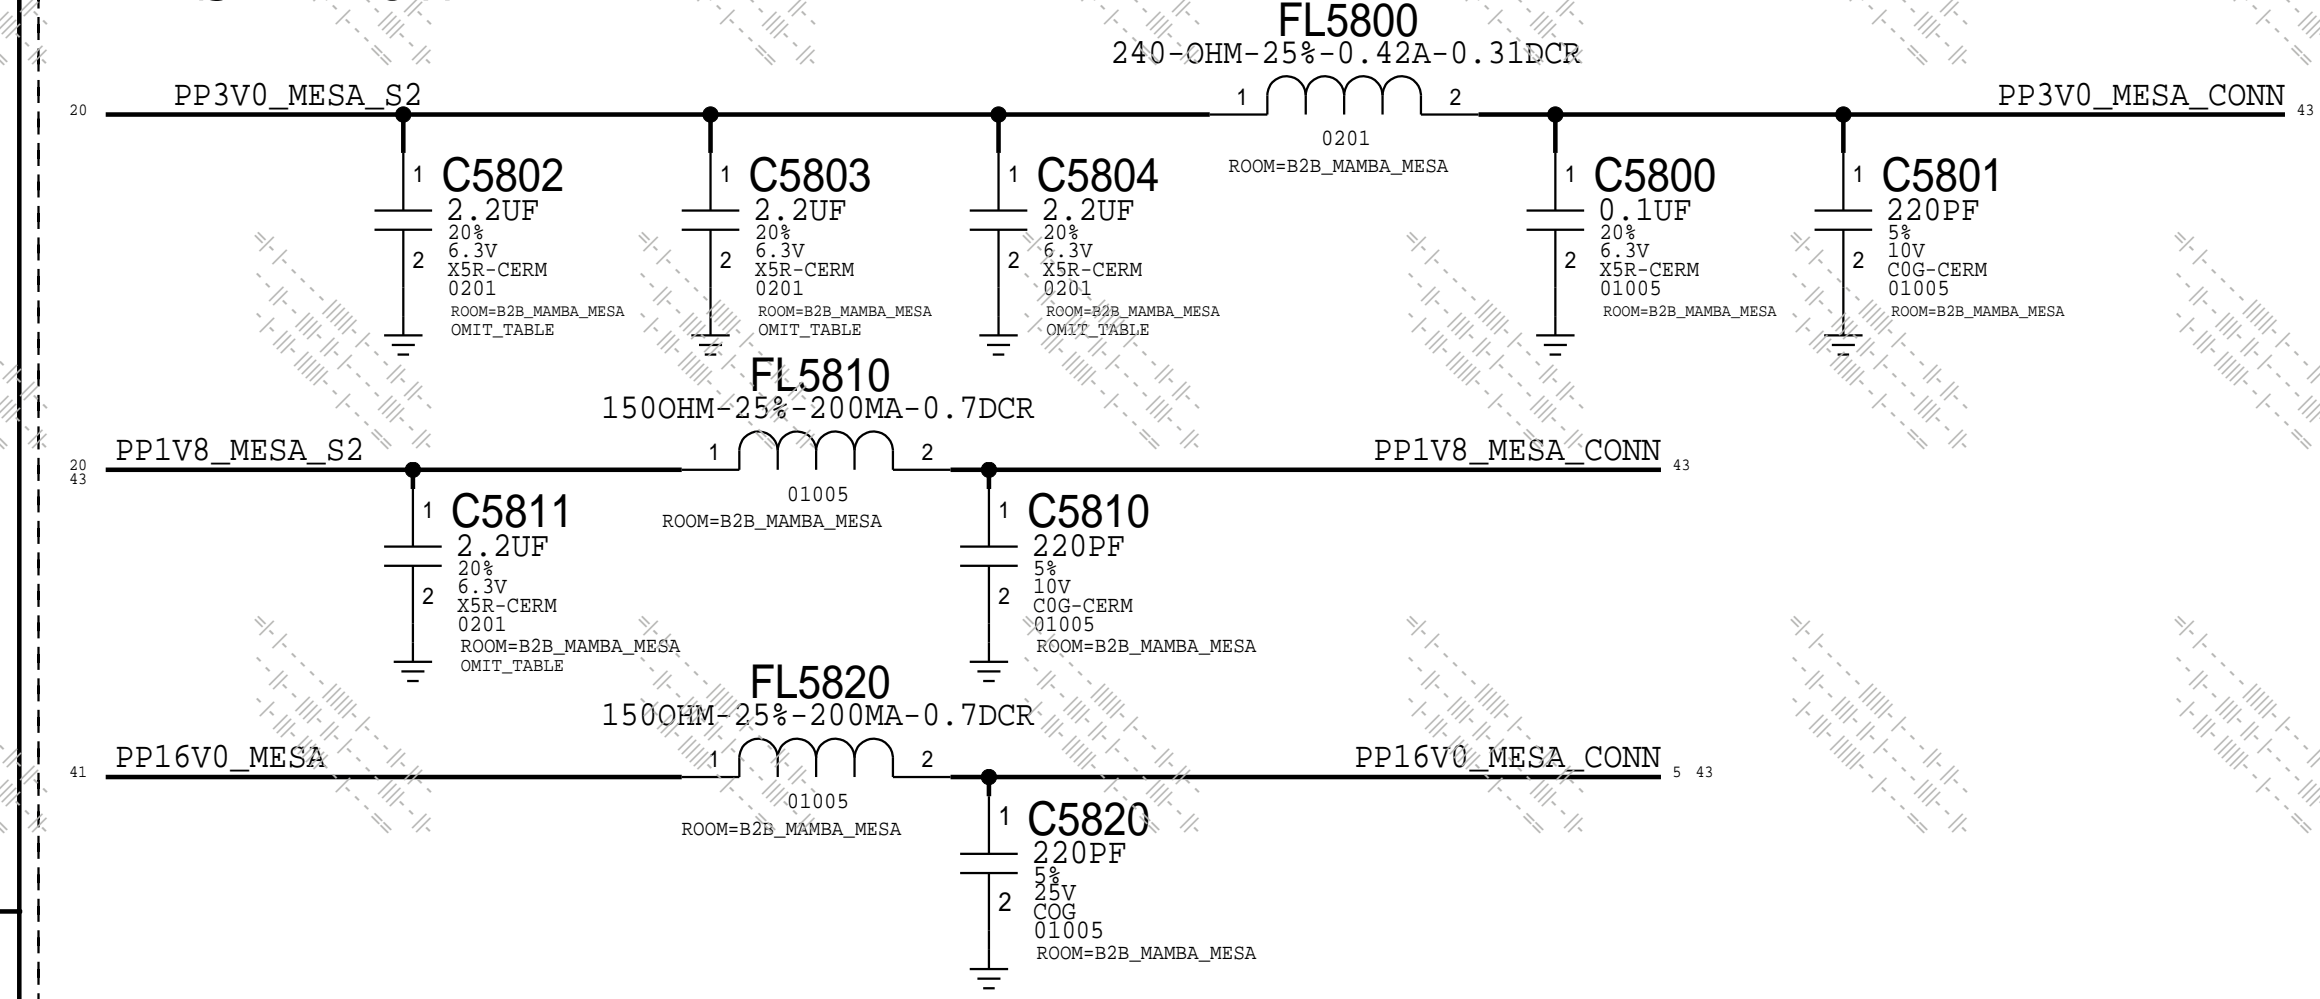 FL5800
240-OHM-25%-0.42A-0.31DCR
20 PP3V0_MESA_S2 1 2 PP3V0_MESA_CONN 43
0201
ROOM=B2B_MAMBA_MESA
1 C5802
2.2UF
20%
6.3V
2 X5R-CERM
0201
ROOM=B2B_MAMBA_MESA
OMIT_TABLE
1 C5803
2.2UF
20%
6.3V
2 X5R-CERM
0201
ROOM=B2B_MAMBA_MESA
OMIT_TABLE
1 C5804
2.2UF
20%
6.3V
2 X5R-CERM
0201
ROOM=B2B_MAMBA_MESA
OMIT_TABLE
1 C5800
0.1UF
20%
6.3V
2 X5R-CERM
01005
ROOM=B2B_MAMBA_MESA
1 C5801
220PF
5%
10V
2 C0G-CERM
01005
ROOM=B2B_MAMBA_MESA
FL5810
150OHM-25%-200MA-0.7DCR
20
43
PP1V8_MESA_S2 1 2 PP1V8_MESA_CONN 43
01005
ROOM=B2B_MAMBA_MESA
1 C5811
2.2UF
20%
6.3V
2 X5R-CERM
0201
ROOM=B2B_MAMBA_MESA
OMIT_TABLE
1 C5810
220PF
5%
10V
2 C0G-CERM
01005
ROOM=B2B_MAMBA_MESA
FL5820
150OHM-25%-200MA-0.7DCR
41 PP16V0_MESA 1 2 PP16V0_MESA_CONN 5 43
01005
ROOM=B2B_MAMBA_MESA
1 C5820
220PF
5%
25V
2 COG
01005
ROOM=B2B_MAMBA_MESA